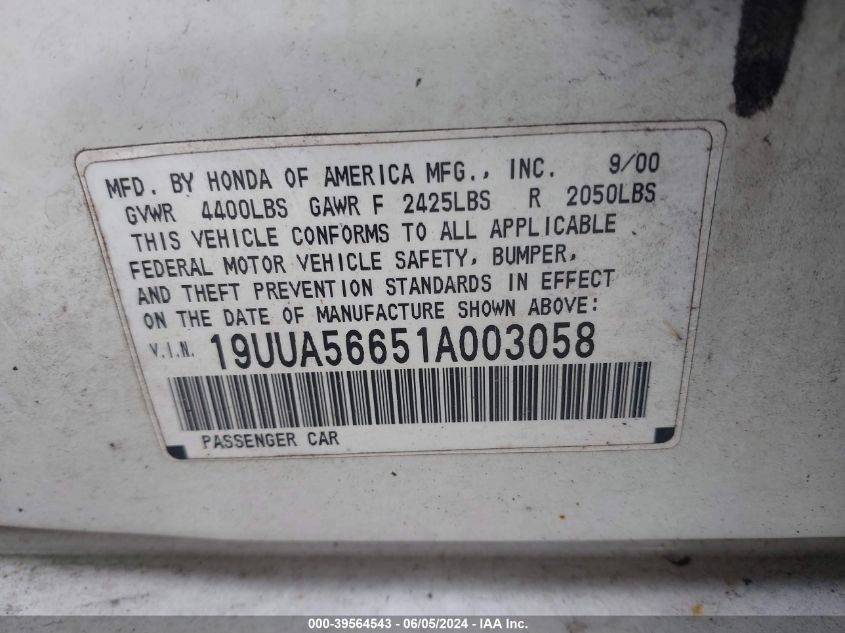 MFD. BY HONDA OF AMERICA MFG., INC. 9/00
GVWR 4400LBS GAWR F 2425LBS R 2050LBS
THIS VEHICLE CONFORMS TO ALL APPLICABLE
FEDERAL MOTOR VEHICLE SAFETY, BUMPER,
AND THEFT PREVENTION STANDARDS IN EFFECT
ON THE DATE OF MANUFACTURE SHOWN ABOVE:
V.I.N. 19UUA56651A003058
PASSENGER CAR
000-39564543 - 06/05/2024 - IAA Inc.